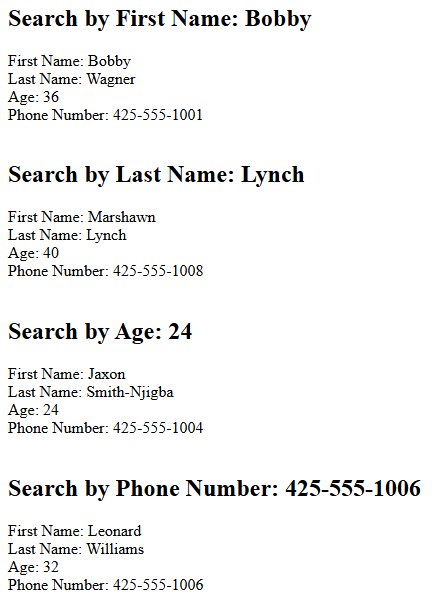 Search by First Name: Bobby
First Name: Bobby
Last Name: Wagner
Age: 36
Phone Number: 425-555-1001
Search by Last Name: Lynch
First Name: Marshawn
Last Name: Lynch
Age: 40
Phone Number: 425-555-1008
Search by Age: 24
First Name: Jaxon
Last Name: Smith-Njigba
Age: 24
Phone Number: 425-555-1004
Search by Phone Number: 425-555-1006
First Name: Leonard
Last Name: Williams
Age: 32
Phone Number: 425-555-1006